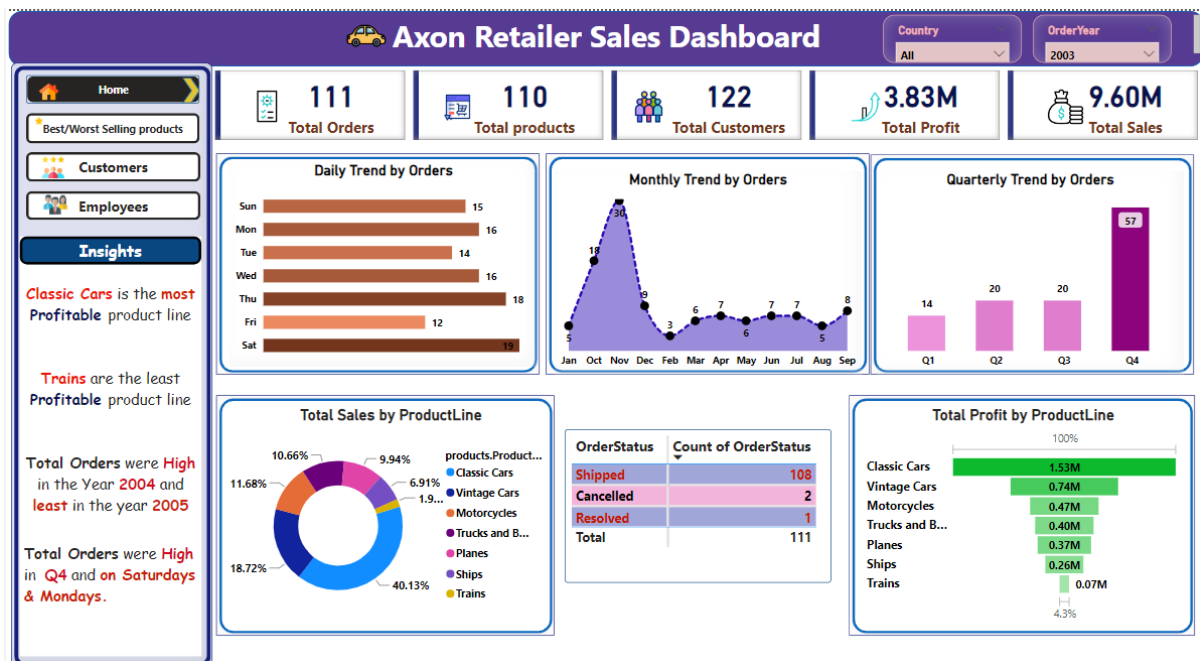 Axon Retailer Sales Dashboard
Country
All
OrderYear
2003
Home
Best/Worst Selling products
Customers
Employees
Insights
Classic Cars is the most
Profitable product line
Trains are the least
Profitable product line
Total Orders were High
in the Year 2004 and
least in the year 2005
Total Orders were High
in Q4 and on Saturdays
& Mondays.
111
Total Orders
110
Total products
122
Total Customers
3.83M
Total Profit
9.60M
Total Sales
Daily Trend by Orders
Sun 15
Mon 16
Tue 14
Wed 16
Thu 18
Fri 12
Sat 19
Monthly Trend by Orders
5 18 30 9 3 6 7 6 7 7 5 8
Jan Oct Nov Dec Feb Mar Apr May Jun Jul Aug Sep
Quarterly Trend by Orders
14 20 20 57
Q1 Q2 Q3 Q4
Total Sales by ProductLine
10.66%
9.94%
11.68%
6.91%
1.9...
18.72%
40.13%
products.Product...
Classic Cars
Vintage Cars
Motorcycles
Trucks and B...
Planes
Ships
Trains
OrderStatus Count of OrderStatus
Shipped 108
Cancelled 2
Resolved 1
Total 111
Total Profit by ProductLine
100%
Classic Cars 1.53M
Vintage Cars 0.74M
Motorcycles 0.47M
Trucks and B... 0.40M
Planes 0.37M
Ships 0.26M
Trains 0.07M
4.3%